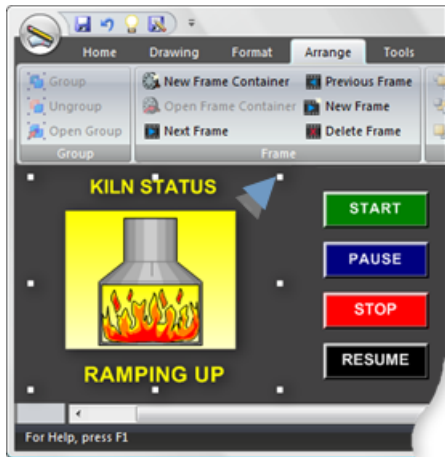 Home Drawing Format Arrange Tools
Group New Frame Container Previous Frame
Ungroup Open Frame Container New Frame
Open Group Next Frame Delete Frame
Group Frame
KILN STATUS
START
PAUSE
STOP
RESUME
RAMPING UP
For Help, press F1